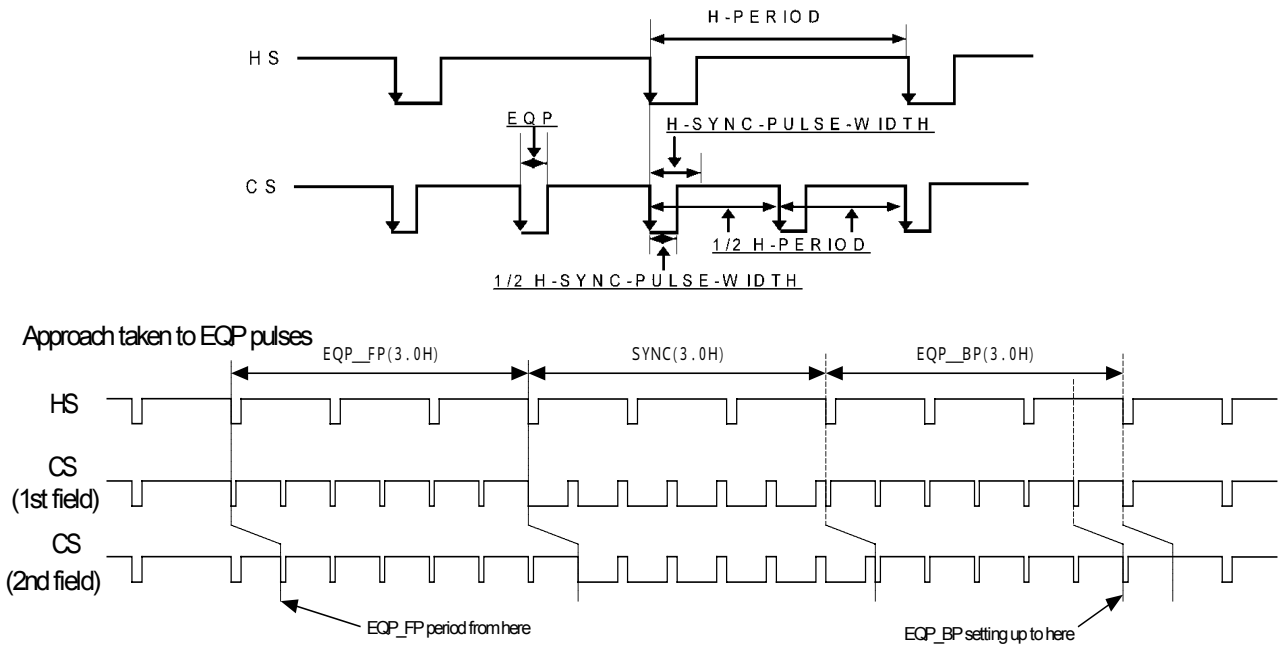 H-PERIOD
HS
EQP
H-SYNC-PULSE-WIDTH
CS
1/2 H-PERIOD
1/2 H-SYNC-PULSE-WIDTH
Approach taken to EQP pulses
EQP__FP(3.0H) SYNC(3.0H) EQP__BP(3.0H)
HS
CS
(1st field)
CS
(2nd field)
EQP_FP period from here
EQP_BP setting up to here